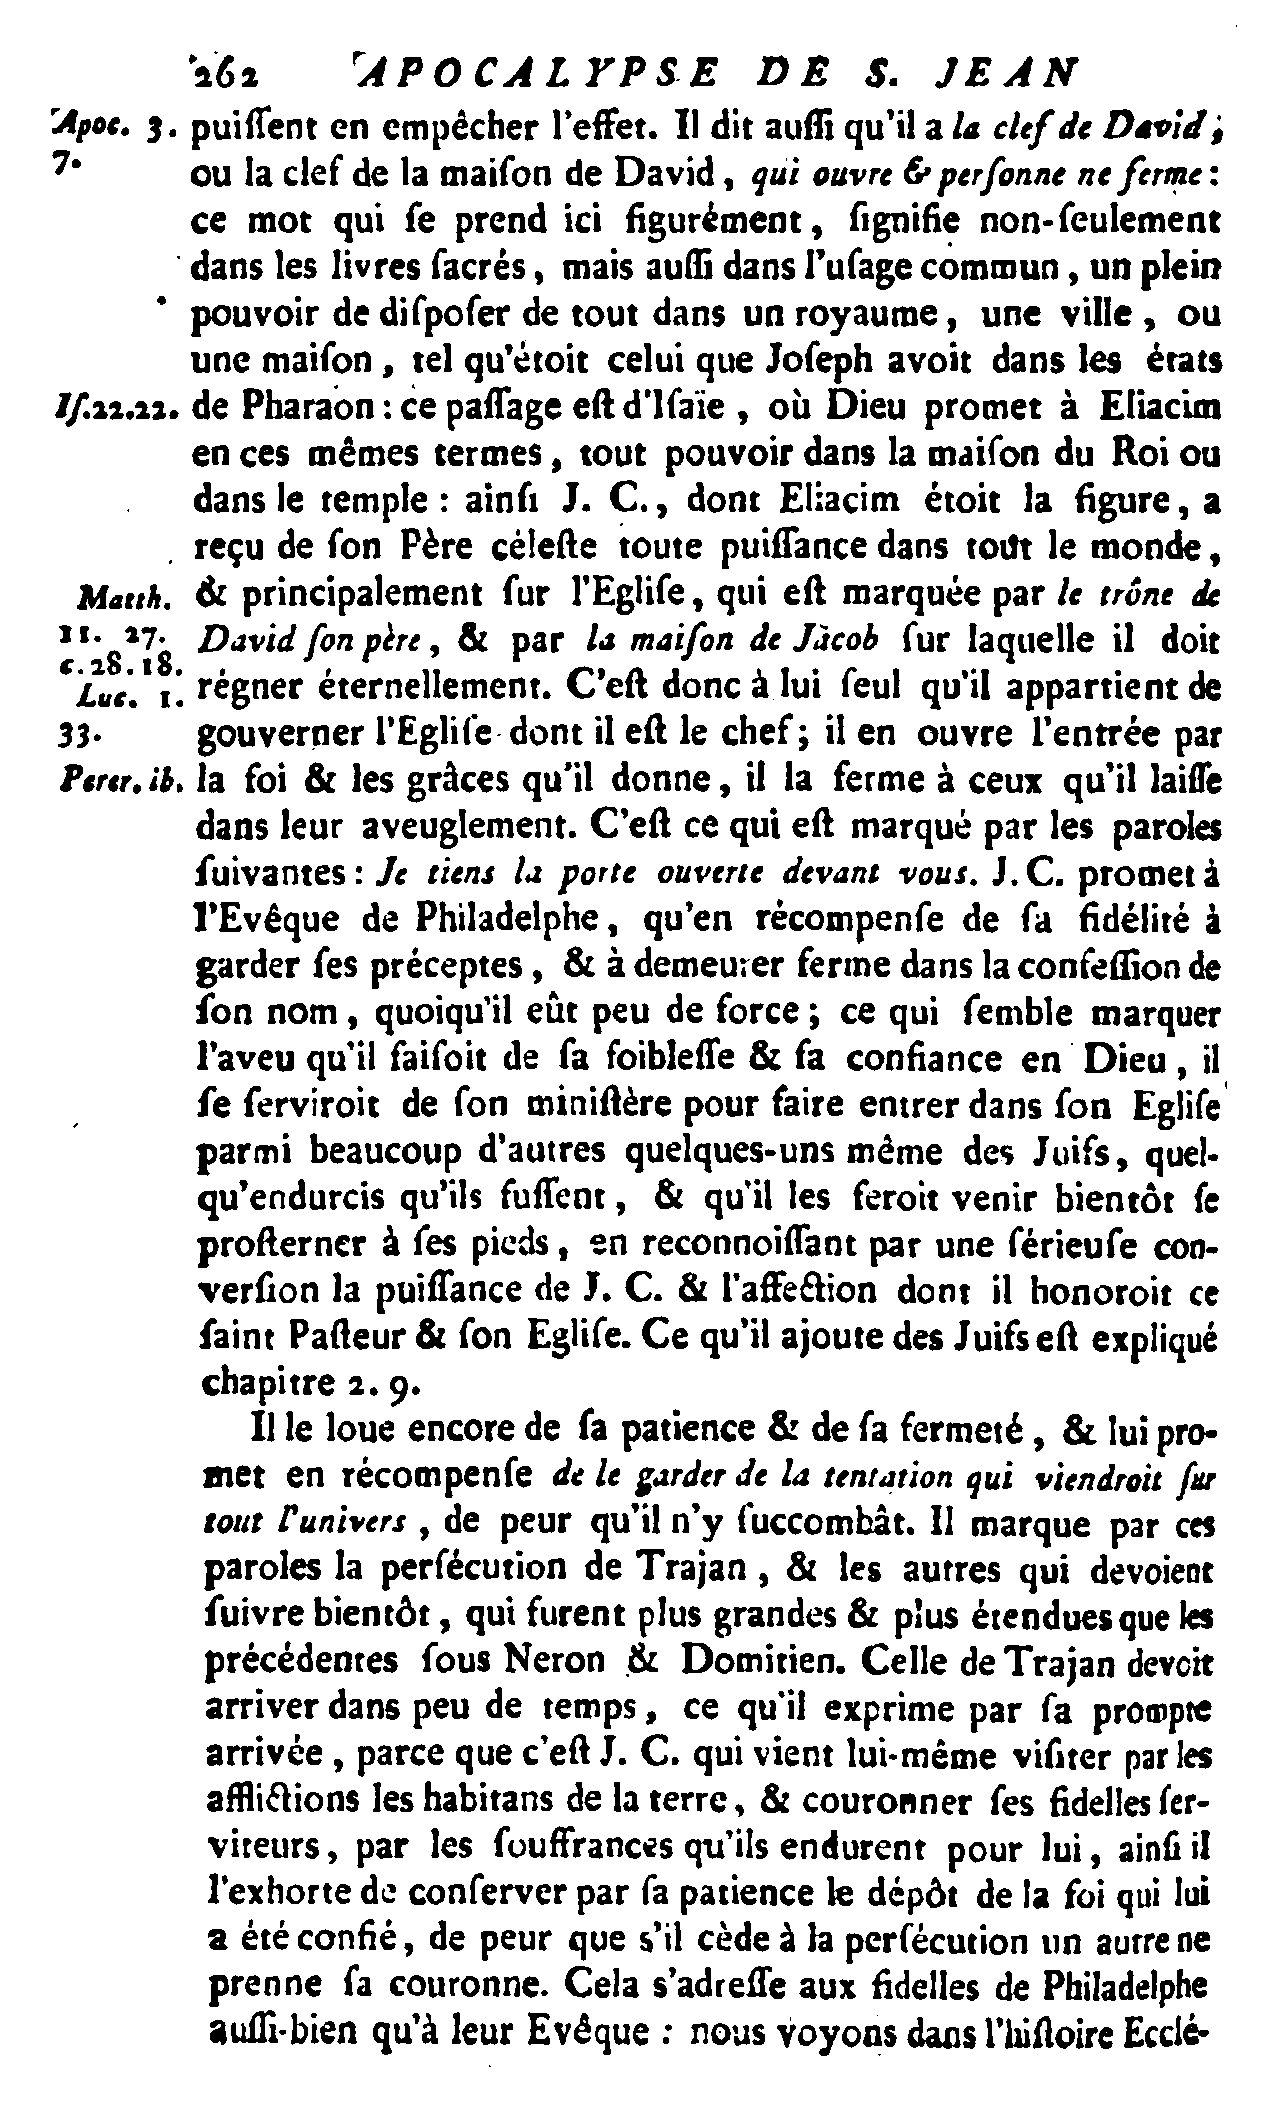 262 APOCALYPSE DE S. JEAN
Apoc. 3. puiſſent en empêcher l'effet. Il dit auſſi qu'il a la clef de David;
7. ou la clef de la maiſon de David, qui ouvre & perſonne ne ferme:
ce mot qui ſe prend ici figurément, ſignifie non-ſeulement
dans les livres ſacrés, mais auſſi dans l'uſage commun, un plein
pouvoir de diſpoſer de tout dans un royaume, une ville, ou
une maiſon, tel qu'étoit celui que Joſeph avoit dans les états
Iſ.22.22. de Pharaon: ce paſſage eſt d'Iſaïe, où Dieu promet à Eliacim
en ces mêmes termes, tout pouvoir dans la maiſon du Roi ou
dans le temple: ainſi J. C., dont Eliacim étoit la figure, a
reçu de ſon Père céleſte toute puiſſance dans tout le monde,
Matth. & principalement ſur l'Egliſe, qui eſt marquée par le trône de
11. 27. David ſon père, & par la maiſon de Jacob ſur laquelle il doit
c. 28. 18.
Luc. 1. régner éternellement. C'eſt donc à lui ſeul qu'il appartient de
33. gouverner l'Egliſe dont il eſt le chef; il en ouvre l'entrée par
Perer. ib. la foi & les grâces qu'il donne, il la ferme à ceux qu'il laiſſe
dans leur aveuglement. C'eſt ce qui eſt marqué par les paroles
ſuivantes: Je tiens la porte ouverte devant vous. J. C. promet à
l'Evêque de Philadelphe, qu'en récompenſe de ſa fidélité à
garder ſes préceptes, & à demeurer ferme dans la confeſſion de
ſon nom, quoiqu'il eût peu de force; ce qui ſemble marquer
l'aveu qu'il faiſoit de ſa foibleſſe & ſa confiance en Dieu, il
ſe ſerviroit de ſon miniſtère pour faire entrer dans ſon Egliſe
parmi beaucoup d'autres quelques-uns même des Juifs, quel-
qu'endurcis qu'ils fuſſent, & qu'il les feroit venir bientôt ſe
proſterner à ſes pieds, en reconnoiſſant par une ſérieuſe con-
verſion la puiſſance de J. C. & l'affection dont il honoroit ce
ſaint Paſteur & ſon Egliſe. Ce qu'il ajoute des Juifs eſt expliqué
chapitre 2. 9.
Il le loue encore de ſa patience & de ſa fermeté, & lui pro-
met en récompenſe de le garder de la tentation qui viendroit ſur
tout l'univers, de peur qu'il n'y ſuccombât. Il marque par ces
paroles la perſécution de Trajan, & les autres qui devoient
ſuivre bientôt, qui furent plus grandes & plus étendues que les
précédentes ſous Neron & Domitien. Celle de Trajan devoit
arriver dans peu de temps, ce qu'il exprime par ſa prompte
arrivée, parce que c'eſt J. C. qui vient lui-même viſiter par les
afflictions les habitans de la terre, & couronner ſes fidelles ſer-
viteurs, par les ſouffrances qu'ils endurent pour lui, ainſi il
l'exhorte de conſerver par ſa patience le dépôt de la foi qui lui
a été confié, de peur que s'il cède à la perſécution un autre ne
prenne ſa couronne. Cela s'adreſſe aux fidelles de Philadelphe
auſſi-bien qu'à leur Evêque: nous voyons dans l'hiſtoire Ecclé-